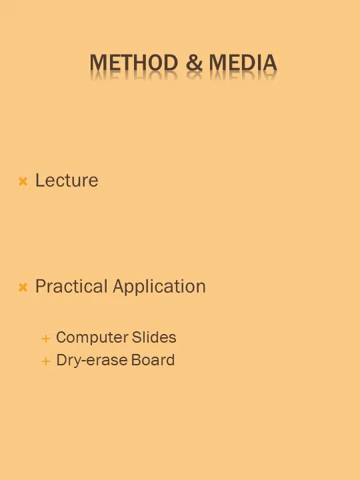 METHOD & MEDIA
Lecture
Practical Application
Computer Slides
Dry-erase Board